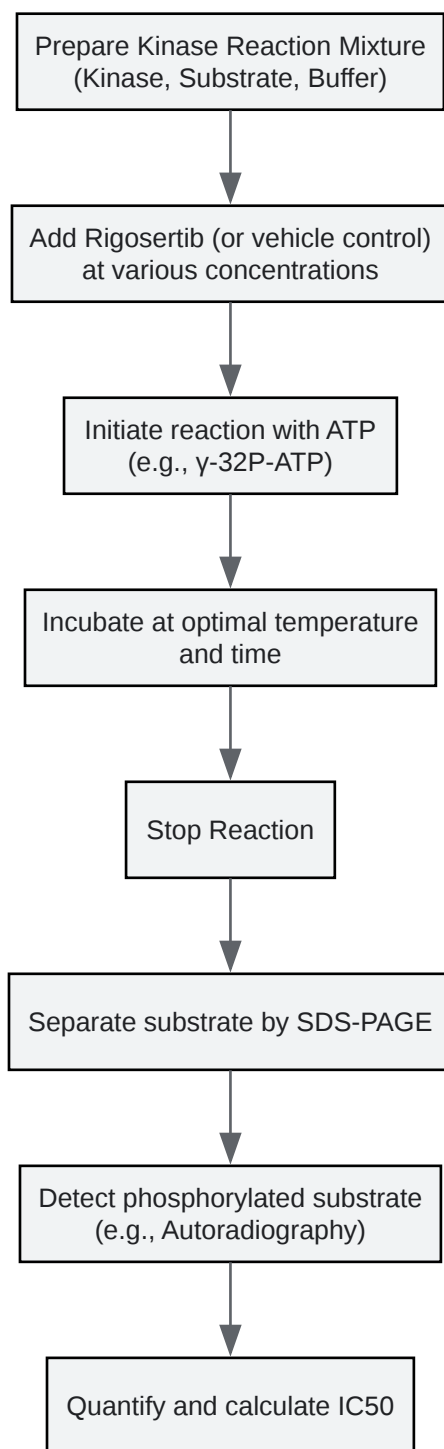 Prepare Kinase Reaction Mixture
(Kinase, Substrate, Buffer)
Add Rigosertib (or vehicle control)
at various concentrations
Initiate reaction with ATP
(e.g., γ-32P-ATP)
Incubate at optimal temperature
and time
Stop Reaction
Separate substrate by SDS-PAGE
Detect phosphorylated substrate
(e.g., Autoradiography)
Quantify and calculate IC50